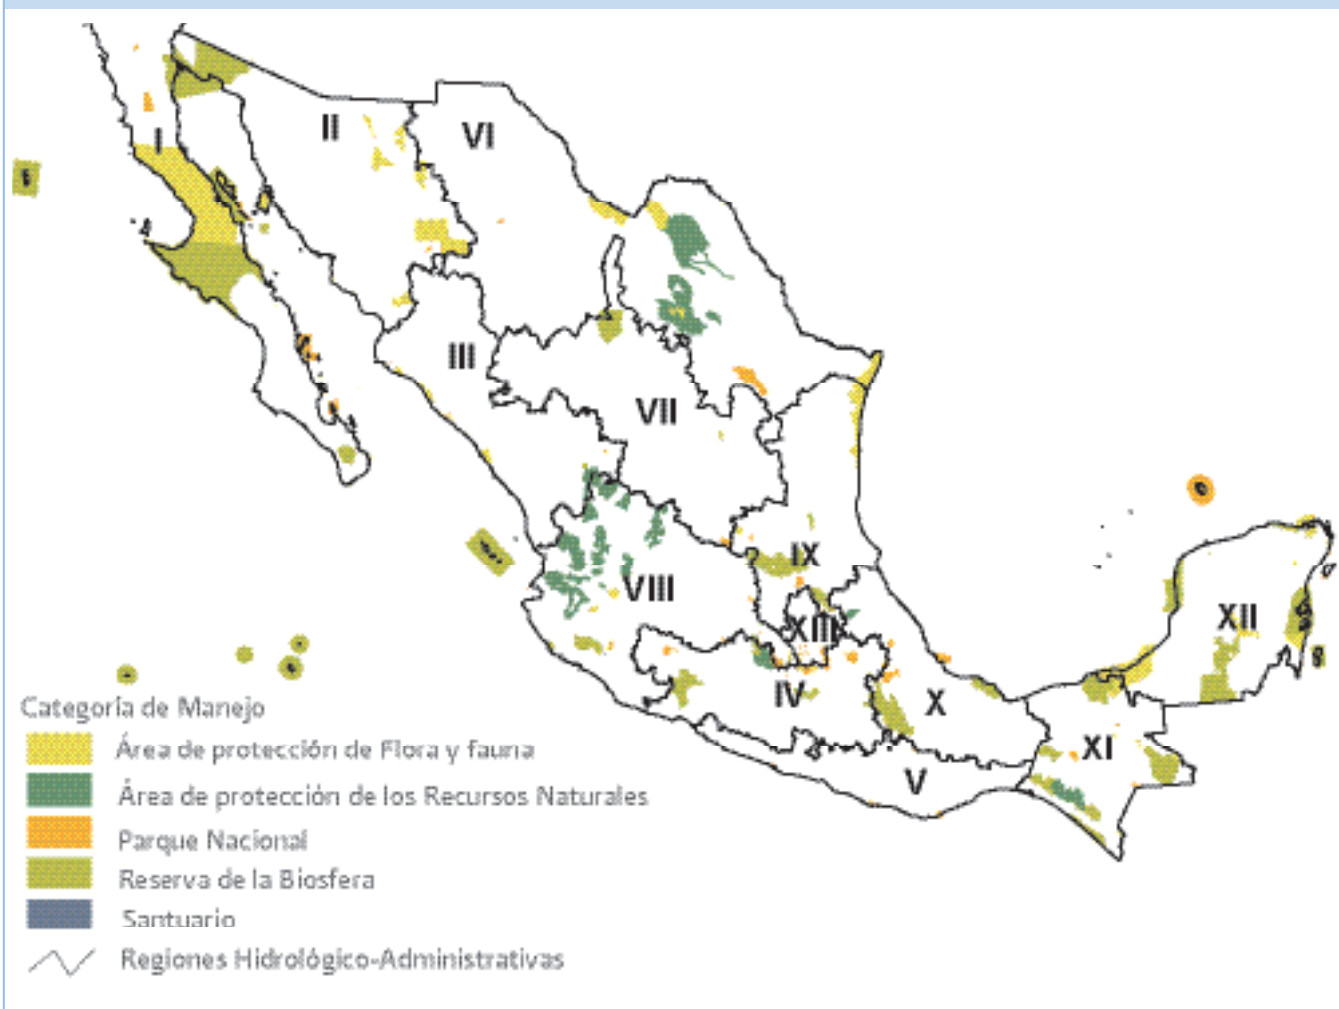 I
II
VI
III
VII
IX
VIII
XIII
XII
IV
X
XI
V
Categoría de Manejo
Área de protección de Flora y fauna
Área de protección de los Recursos Naturales
Parque Nacional
Reserva de la Biosfera
Santuario
Regiones Hidrológico-Administrativas